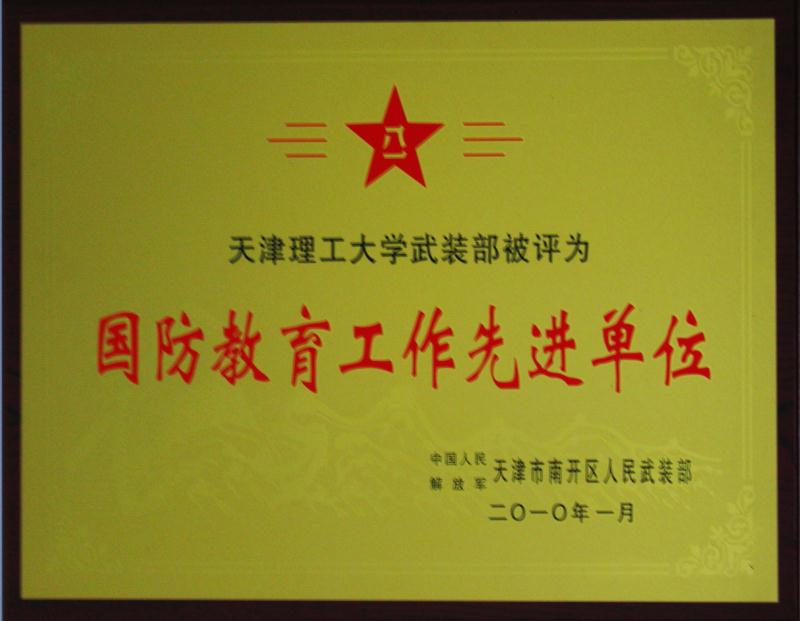 八一
天津理工大学武装部被评为
国防教育工作先进单位
中国人民
解放军
天津市南开区人民武装部
二〇一〇年一月